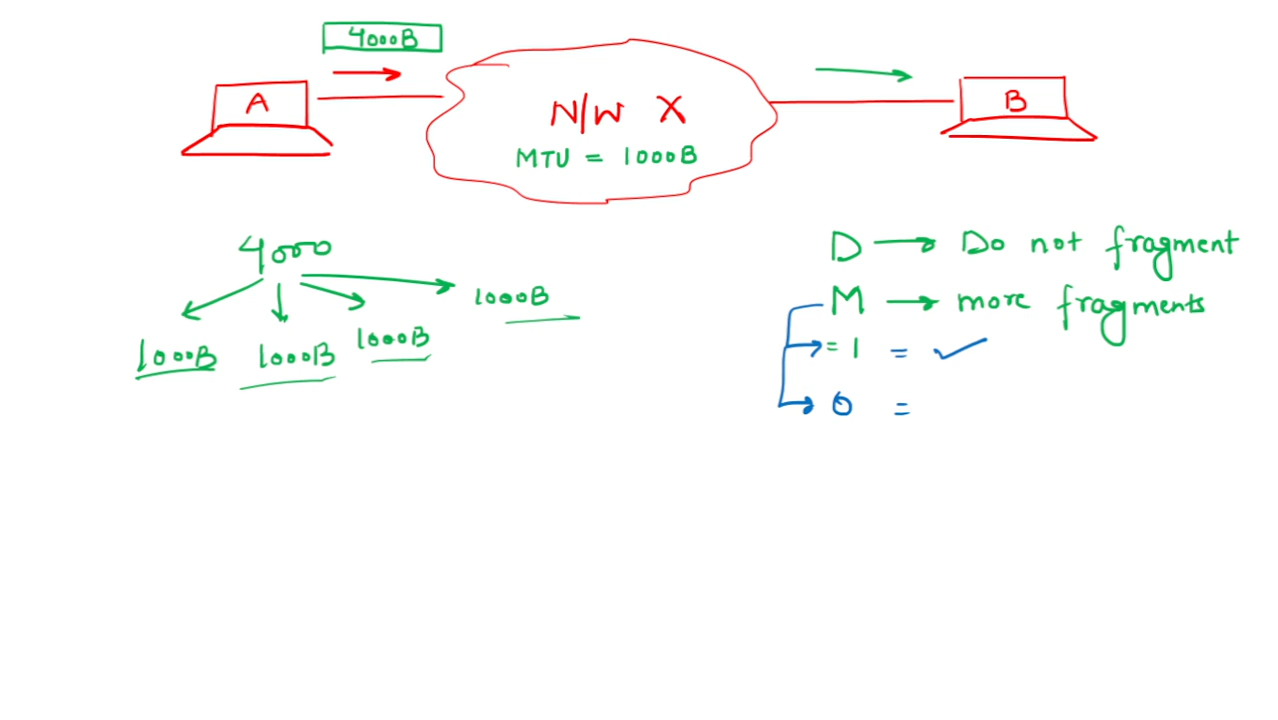 4000B
A
N/W X
B
MTU = 1000B
4000
1000B 1000B 1000B 1000B
D → Do not fragment
M → more fragments
= 1 = ✓
0 =